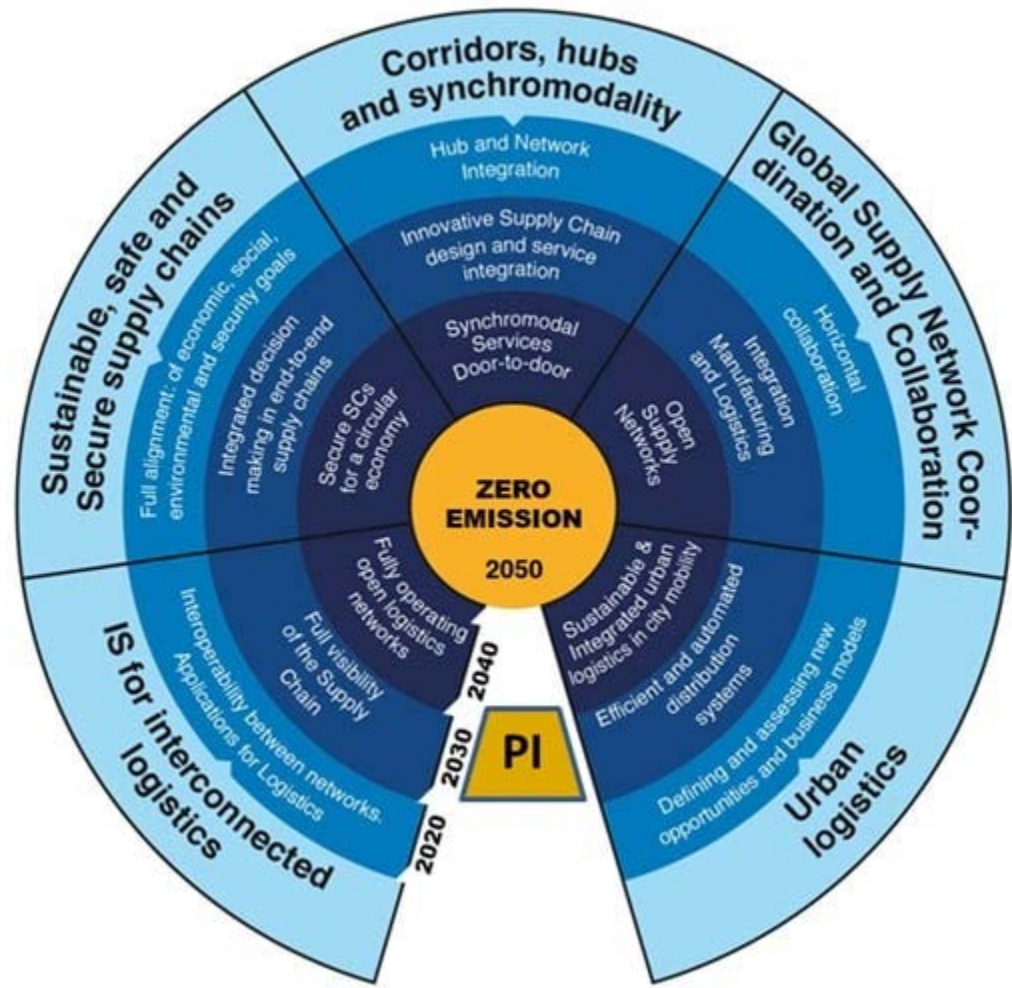 Corridors, hubs
and synchromodality
Hub and Network
Integration
Innovative Supply Chain
design and service
integration
Synchromodal
Services
Door-to-door
Global Supply Network Coor-
dination and Collaboration
Horizontal
collaboration
Integration
Manufacturing
and Logistics
Open
Supply
Networks
Urban
logistics
Defining and assessing new
opportunities and business models
Efficient and automated
distribution
systems
Sustainable &
Integrated urban
logistics in city mobility
IS for interconnected
logistics
Interoperability between networks.
Applications for Logistics
Full visibility
of the Supply
Chain
Fully operating
open logistics
networks
Sustainable, safe and
Secure supply chains
Full alignment: of economic, social,
environmental and security goals
Integrated decision
making in end-to-end
supply chains
Secure SCs
for a circular
economy
ZERO
EMISSION
2050
2040
2030
2020
PI